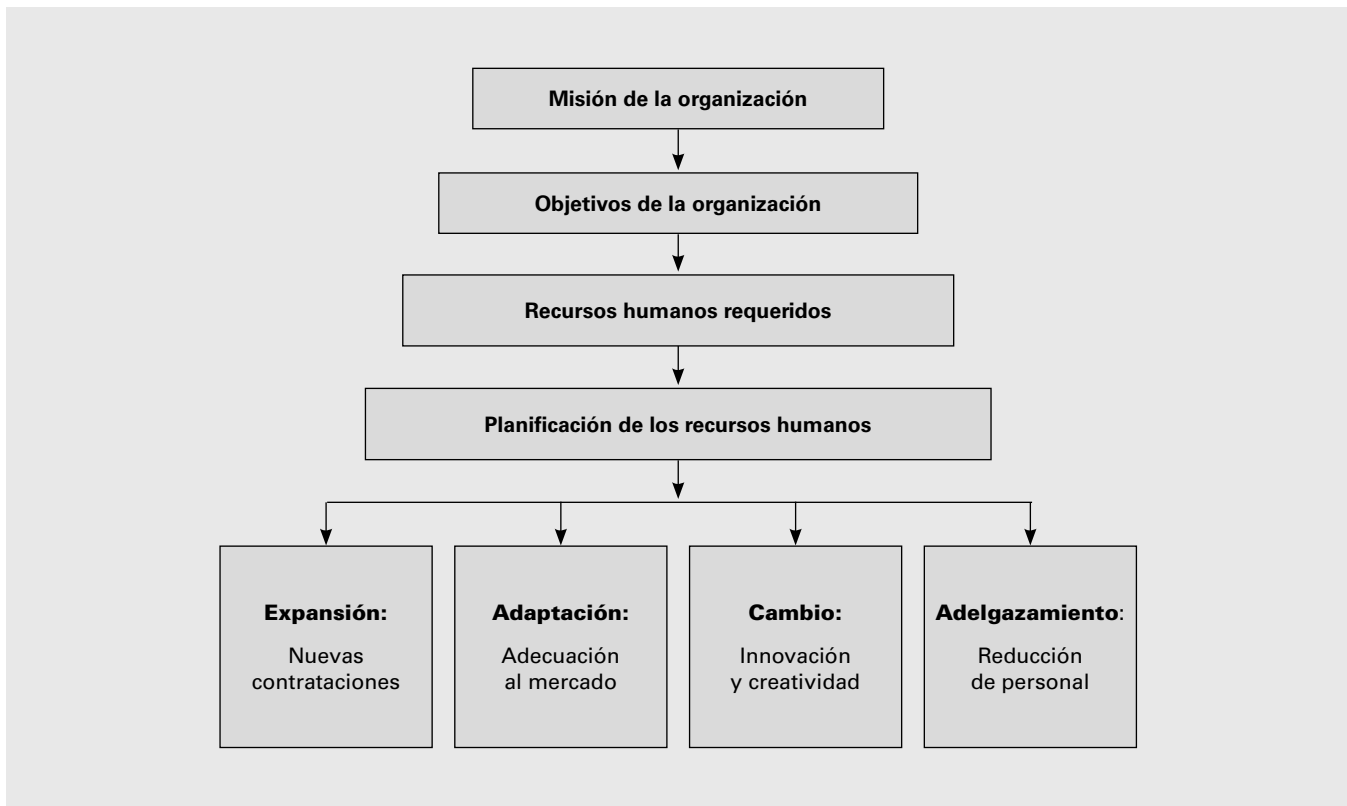 Misión de la organización
Objetivos de la organización
Recursos humanos requeridos
Planificación de los recursos humanos
Expansión:
Nuevas
contrataciones
Adaptación:
Adecuación
al mercado
Cambio:
Innovación
y creatividad
Adelgazamiento:
Reducción
de personal